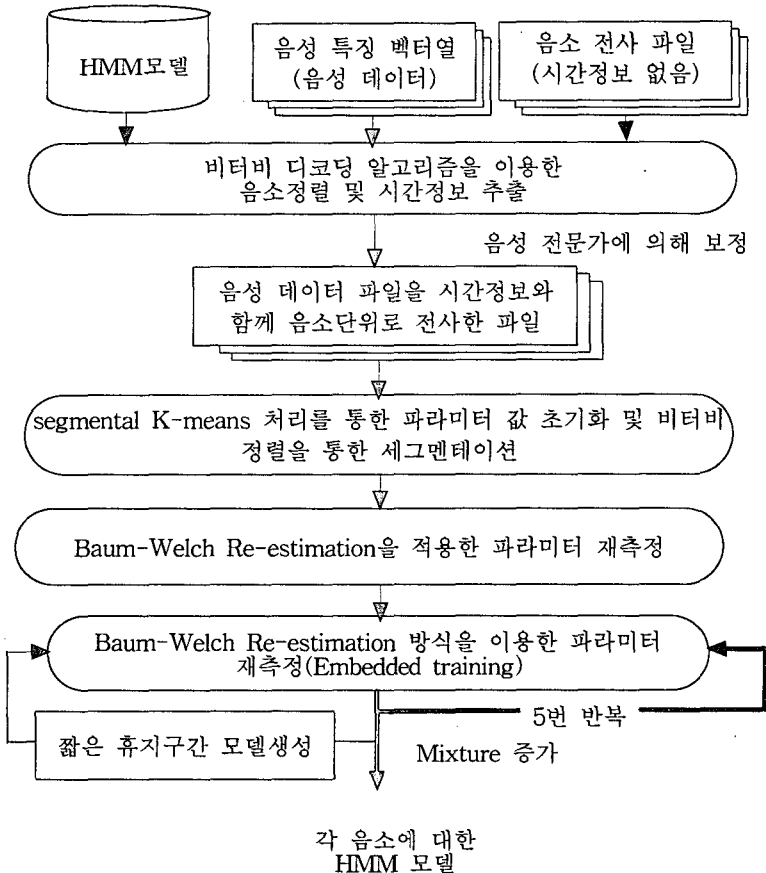 HMM모델
음성 특징 벡터열
(음성 데이터)
음소 전사 파일
(시간정보 없음)
비터비 디코딩 알고리즘을 이용한
음소정렬 및 시간정보 추출
음성 전문가에 의해 보정
음성 데이터 파일을 시간정보와
함께 음소단위로 전사한 파일
segmental K-means 처리를 통한 파라미터 값 초기화 및 비터비
정렬을 통한 세그멘테이션
Baum-Welch Re-estimation을 적용한 파라미터 재측정
Baum-Welch Re-estimation 방식을 이용한 파라미터
재측정(Embedded training)
5번 반복
짧은 휴지구간 모델생성
Mixture 증가
각 음소에 대한
HMM 모델